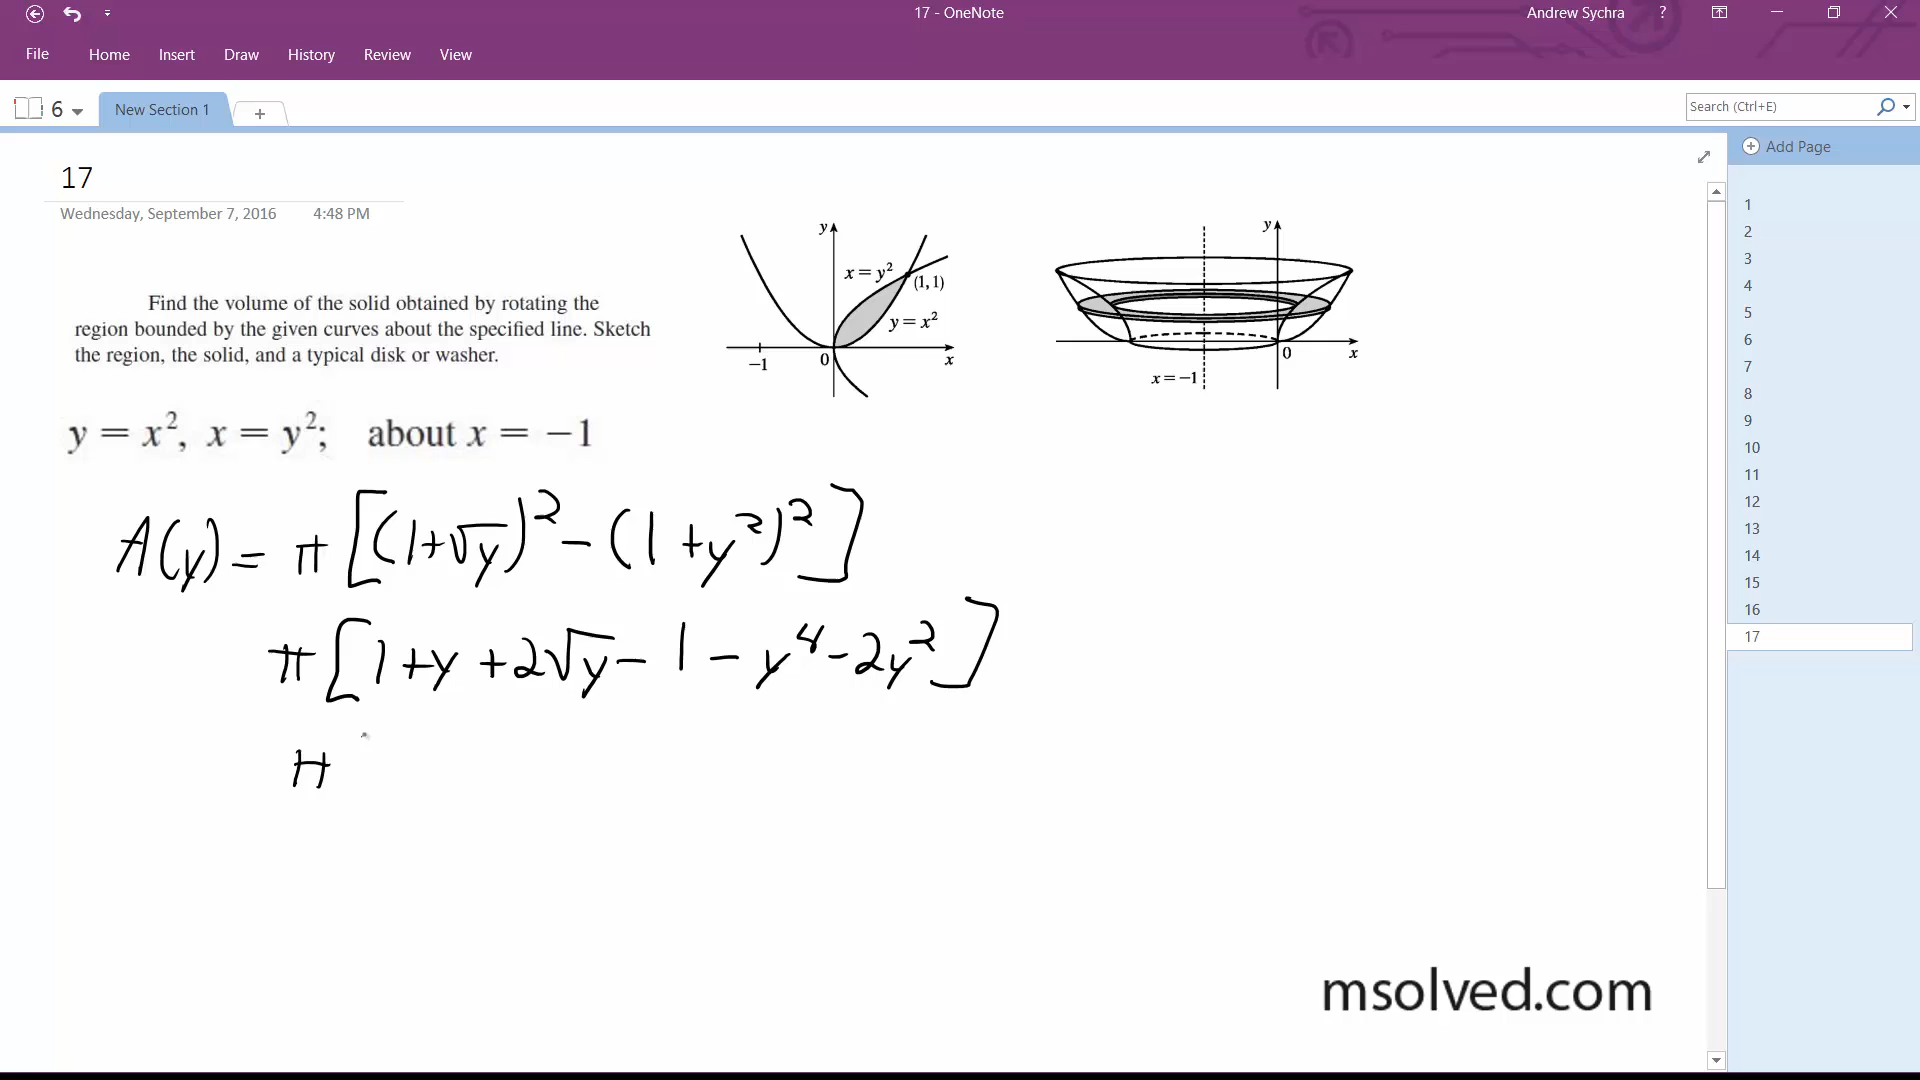 17 - OneNote
Andrew Sychra
?
File Home Insert Draw History Review View
6
New Section 1
+
Search (Ctrl+E)
Add Page
17
Wednesday, September 7, 2016 4:48 PM
Find the volume of the solid obtained by rotating the
region bounded by the given curves about the specified line. Sketch
the region, the solid, and a typical disk or washer.
y = x², x = y²; about x = −1
y
x = y²
(1, 1)
y = x²
−1
0
x
y
0
x
x = −1
A(y) = π[(1+√y)² − (1+y²)²]
π[1+y+2√y − 1 − y⁴ − 2y²]
π
1
2
3
4
5
6
7
8
9
10
11
12
13
14
15
16
17
msolved.com